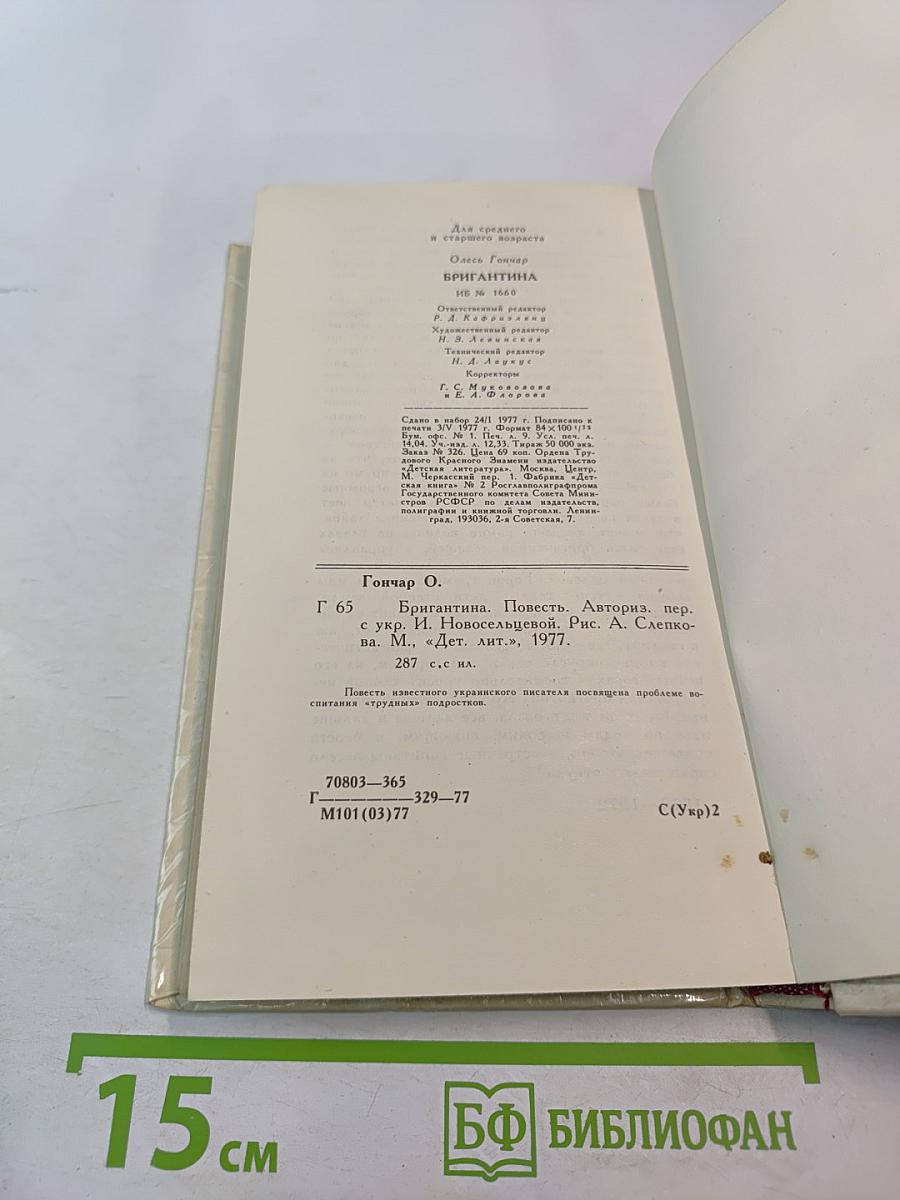 Для среднего
и старшего возраста
Олесь Гончар
БРИГАНТИНА
ИБ № 1660
Ответственный редактор
Р. Д. Кафриэлянц
Художественный редактор
Н. З. Левинская
Технический редактор
Н. Д. Лаукус
Корректоры
Г. С. Муковозова
и Е. А. Флорова
Сдано в набор 24/I 1977 г. Подписано к
печати 3/V 1977 г. Формат 84×100 1/32
Бум. офс. № 1. Печ. л. 9. Усл. печ. л.
14,04. Уч.-изд. л. 12,33. Тираж 50 000 экз.
Заказ № 326. Цена 69 коп. Ордена Тру-
дового Красного Знамени издательство
«Детская литература». Москва, Центр,
М. Черкасский пер. 1. Фабрика «Дет-
ская книга» № 2 Росглавполиграфпрома
Государственного комитета Совета Мини-
стров РСФСР по делам издательств,
полиграфии и книжной торговли. Ленин-
град, 193036, 2-я Советская, 7.
Гончар О.
Г 65 Бригантина. Повесть. Авториз. пер.
с укр. И. Новосельцевой. Рис. А. Слепко-
ва. М., «Дет. лит.», 1977.
287 с.с ил.
Повесть известного украинского писателя посвящена проблеме во-
спитания «трудных» подростков.
70803—365
Г——————329—77
М101(03)77
С(Укр)2
15 см
БФ БИБЛИОФАН